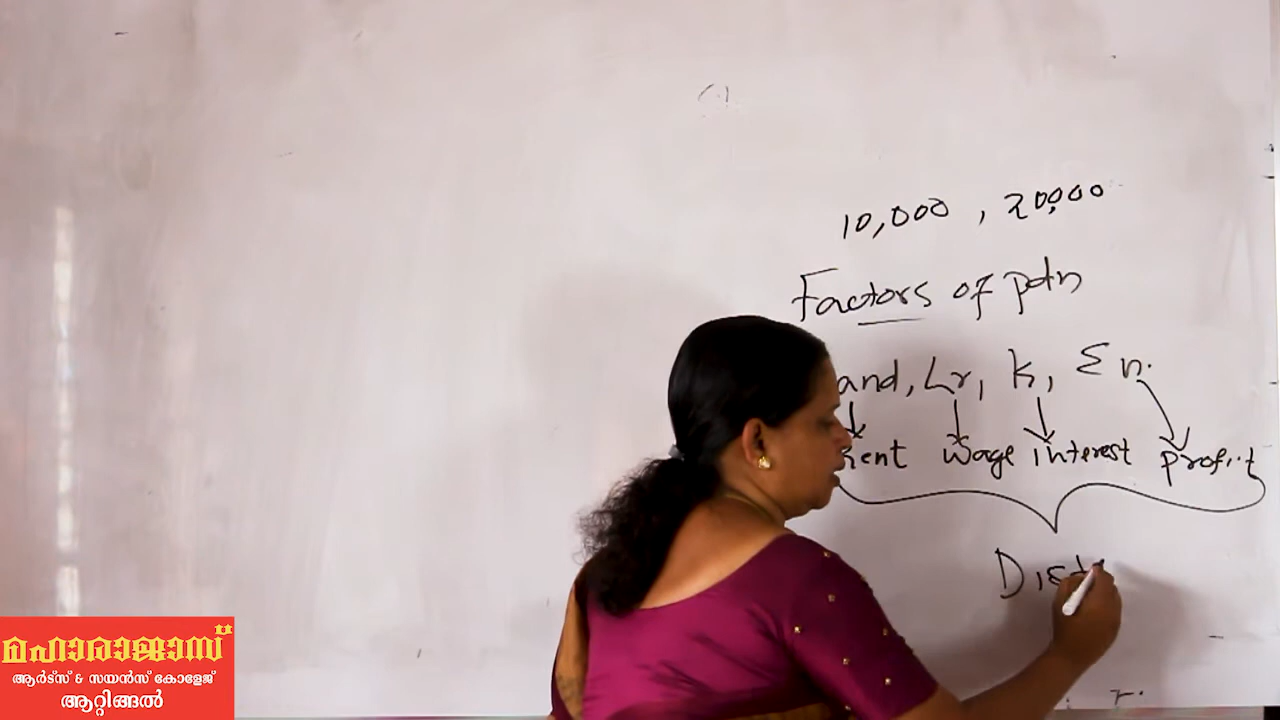 10,000 , 20,000
Factors of pdn
and, Lr, K, En.
Rent Wage interest profit
Dist
മഹാരാജാസ്
ആർട്സ് & സയൻസ് കോളേജ്
ആറ്റിങ്ങൽ